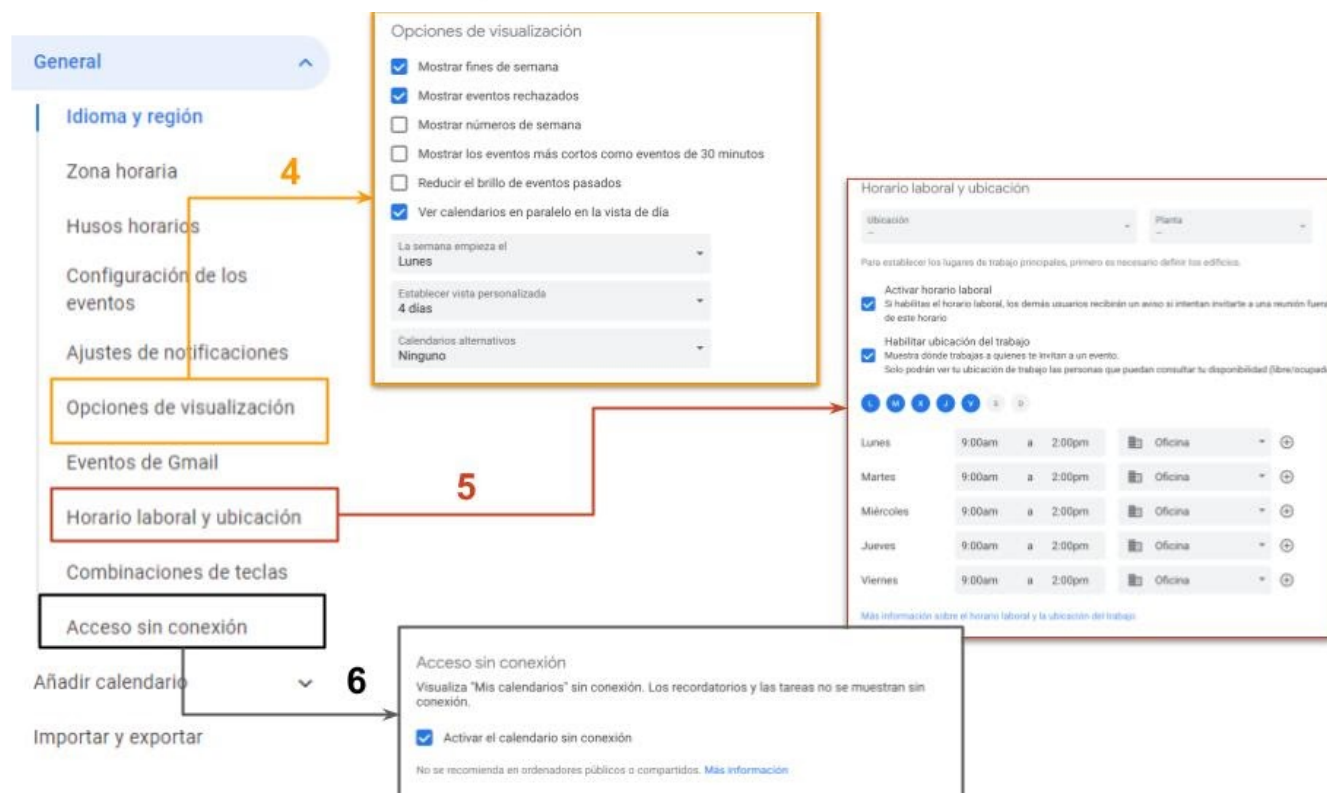 General
Idioma y región
Zona horaria
Husos horarios
Configuración de los
eventos
Ajustes de notificaciones
Opciones de visualización
Eventos de Gmail
Horario laboral y ubicación
Combinaciones de teclas
Acceso sin conexión
Añadir calendario
Importar y exportar
4
Opciones de visualización
Mostrar fines de semana
Mostrar eventos rechazados
Mostrar números de semana
Mostrar los eventos más cortos como eventos de 30 minutos
Reducir el brillo de eventos pasados
Ver calendarios en paralelo en la vista de día
La semana empieza el
Lunes
Establecer vista personalizada
4 días
Calendarios alternativos
Ninguno
5
Horario laboral y ubicación
Ubicación Planta
– –
Para establecer los lugares de trabajo principales, primero es necesario definir los edificios.
Activar horario laboral
Si habilitas el horario laboral, los demás usuarios recibirán un aviso si intentan invitarte a una reunión fuera
de este horario
Habilitar ubicación del trabajo
Muestra dónde trabajas a quienes te invitan a un evento.
Solo podrán ver tu ubicación de trabajo las personas que puedan consultar tu disponibilidad (libre/ocupado
L M X J V S D
Lunes 9:00am a 2:00pm Oficina
Martes 9:00am a 2:00pm Oficina
Miércoles 9:00am a 2:00pm Oficina
Jueves 9:00am a 2:00pm Oficina
Viernes 9:00am a 2:00pm Oficina
Más información sobre el horario laboral y la ubicación del trabajo.
6
Acceso sin conexión
Visualiza "Mis calendarios" sin conexión. Los recordatorios y las tareas no se muestran sin
conexión.
Activar el calendario sin conexión
No se recomienda en ordenadores públicos o compartidos. Más información